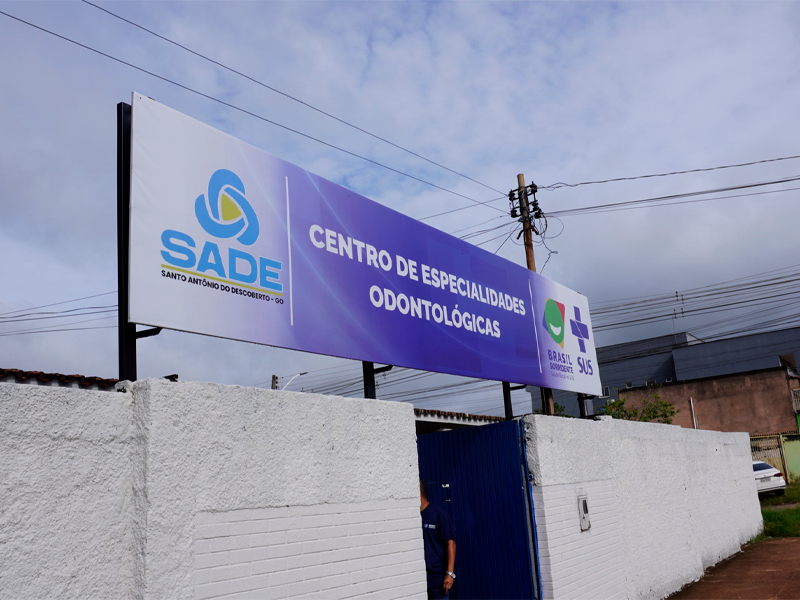 SADE
SANTO ANTÔNIO DO DESCOBERTO - GO
CENTRO DE ESPECIALIDADES
ODONTOLÓGICAS
BRASIL
SORRIDENTE
SUS